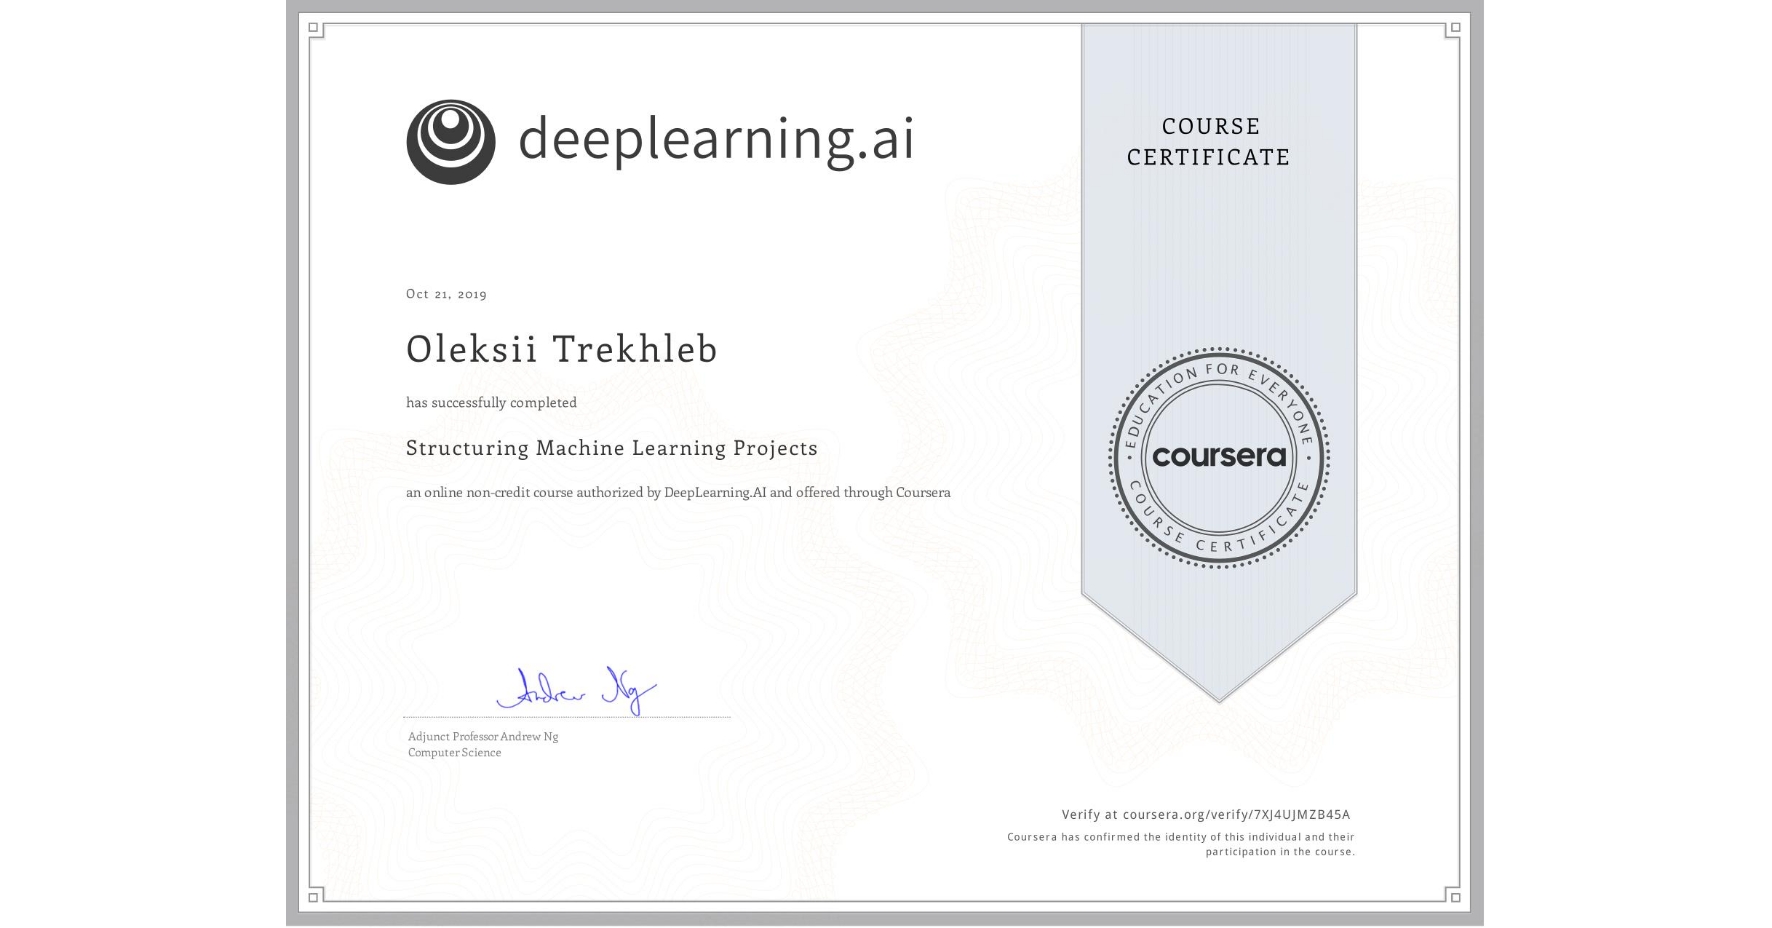 deeplearning.ai
COURSE
CERTIFICATE
Oct 21, 2019
Oleksii Trekhleb
has successfully completed
Structuring Machine Learning Projects
an online non-credit course authorized by DeepLearning.AI and offered through Coursera
EDUCATION FOR EVERYONE
coursera
COURSE CERTIFICATE
Andrew Ng
Adjunct Professor Andrew Ng
Computer Science
Verify at coursera.org/verify/7XJ4UJMZB45A
Coursera has confirmed the identity of this individual and their
participation in the course.